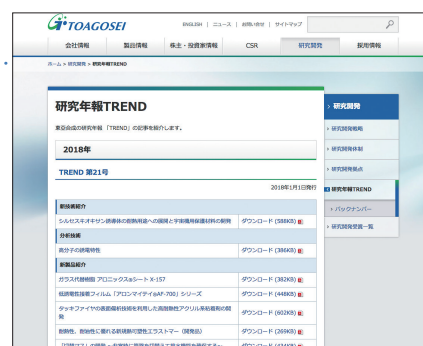 TOAGOSEI
ENGLISH | ニュース | お問い合わせ | サイトマップ
会社情報 製品情報 株主・投資家情報 CSR 研究開発 採用情報
ホーム > 研究開発 > 研究年報TREND
研究年報TREND
東亞合成の研究年報「TREND」の記事を紹介します。
2018年
TREND 第21号
2018年1月1日発行
新技術紹介
シルセスキオキサン誘導体の耐熱用途への展開と宇宙機用保護材料の開発 ダウンロード (588KB)
分析技術
高分子の誘電特性 ダウンロード (386KB)
新製品紹介
ガラス代替樹脂 アロニックス®シート X-157 ダウンロード (382KB)
低誘電性接着フィルム「アロンマイティ®AF-700」シリーズ ダウンロード (448KB)
タッキファイヤの表面偏析技術を利用した高耐熱性アクリル系粘着剤の開発 ダウンロード (602KB)
耐熱性、耐油性に優れる新規熱可塑性エラストマー（開発品） ダウンロード (269KB)
研究開発
研究開発戦略
研究開発体制
研究開発拠点
研究年報TREND
バックナンバー
研究開発受賞一覧